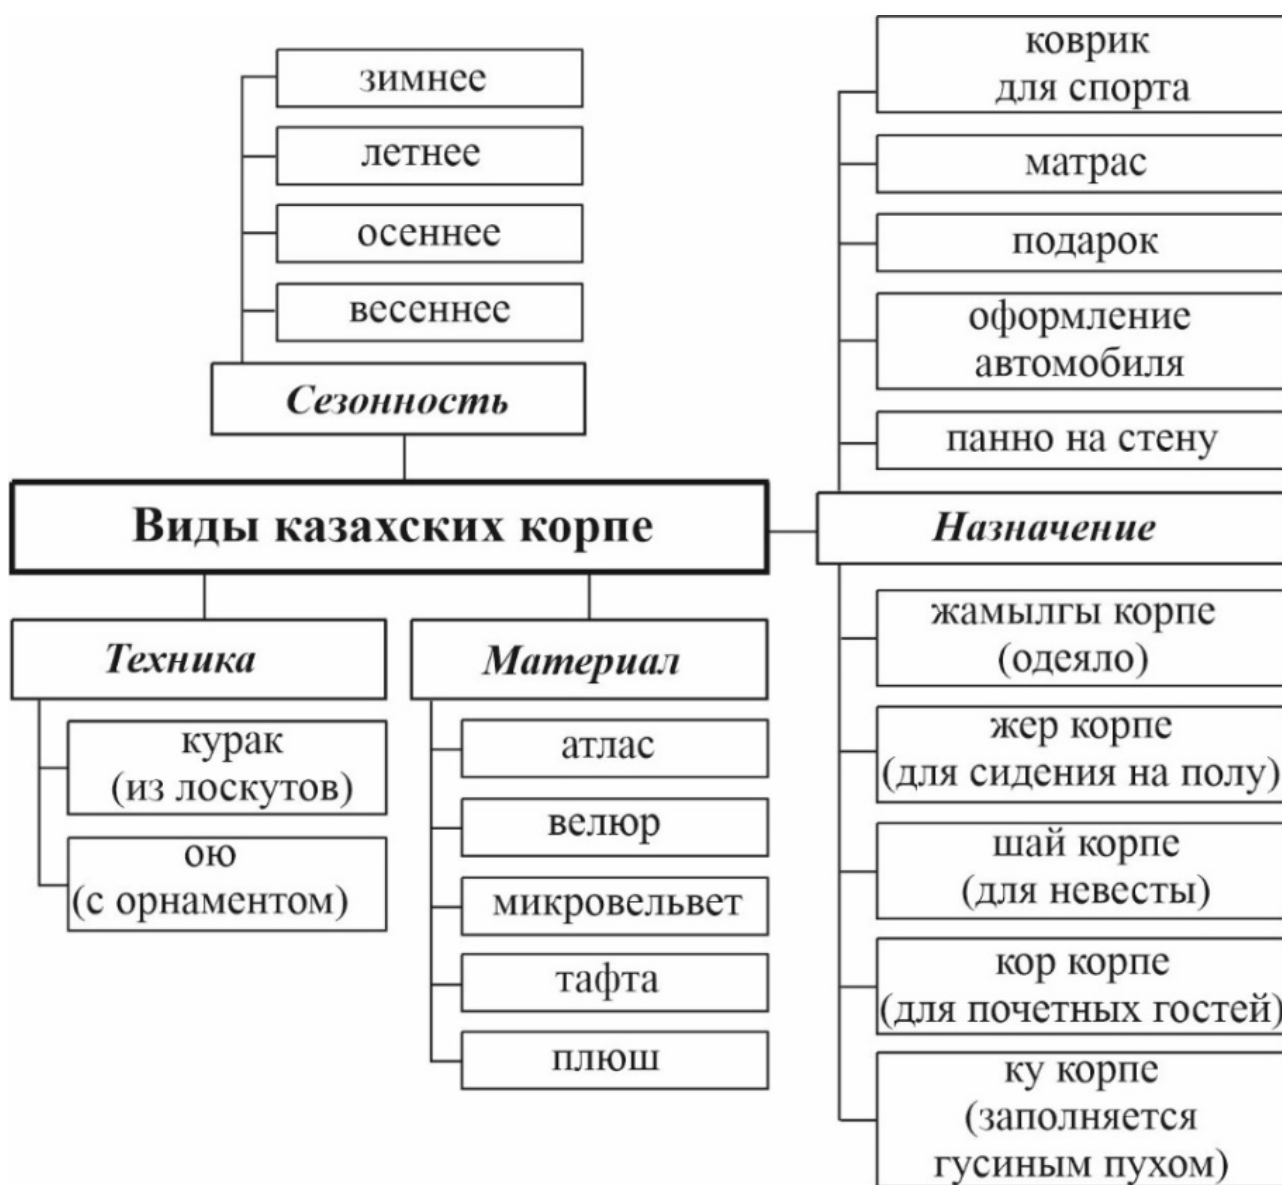 зимнее
летнее
осеннее
весеннее
Сезонность
Виды казахских корпе
Техника
курак
(из лоскутов)
ою
(с орнаментом)
Материал
атлас
велюр
микровельвет
тафта
плюш
коврик
для спорта
матрас
подарок
оформление
автомобиля
панно на стену
Назначение
жамылгы корпе
(одеяло)
жер корпе
(для сидения на полу)
шай корпе
(для невесты)
кор корпе
(для почетных гостей)
ку корпе
(заполняется
гусиным пухом)